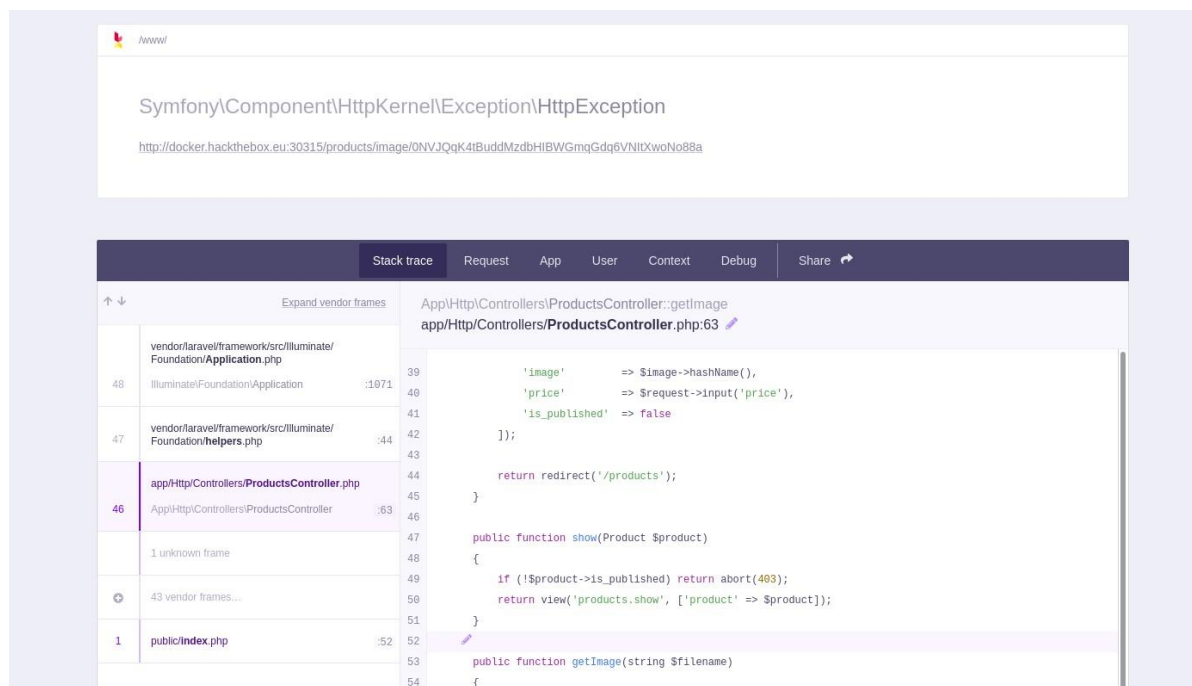 /www/
Symfony\Component\HttpKernel\Exception\HttpException
http://docker.hackthebox.eu:30315/products/image/0NVJQqK4tBuddMzdbHIBWGmqGdq6VNItXwoNo88a
Stack trace Request App User Context Debug Share
Expand vendor frames
vendor/laravel/framework/src/Illuminate/
Foundation/Application.php
48 Illuminate\Foundation\Application :1071
vendor/laravel/framework/src/Illuminate/
47 Foundation/helpers.php :44
app/Http/Controllers/ProductsController.php
46 App\Http\Controllers\ProductsController :63
1 unknown frame
43 vendor frames…
1 public/index.php :52
App\Http\Controllers\ProductsController::getImage
app/Http/Controllers/ProductsController.php:63
39 'image' => $image->hashName(),
40 'price' => $request->input('price'),
41 'is_published' => false
42 ]);
43
44 return redirect('/products');
45 }
46
47 public function show(Product $product)
48 {
49 if (!$product->is_published) return abort(403);
50 return view('products.show', ['product' => $product]);
51 }
52
53 public function getImage(string $filename)
54 {